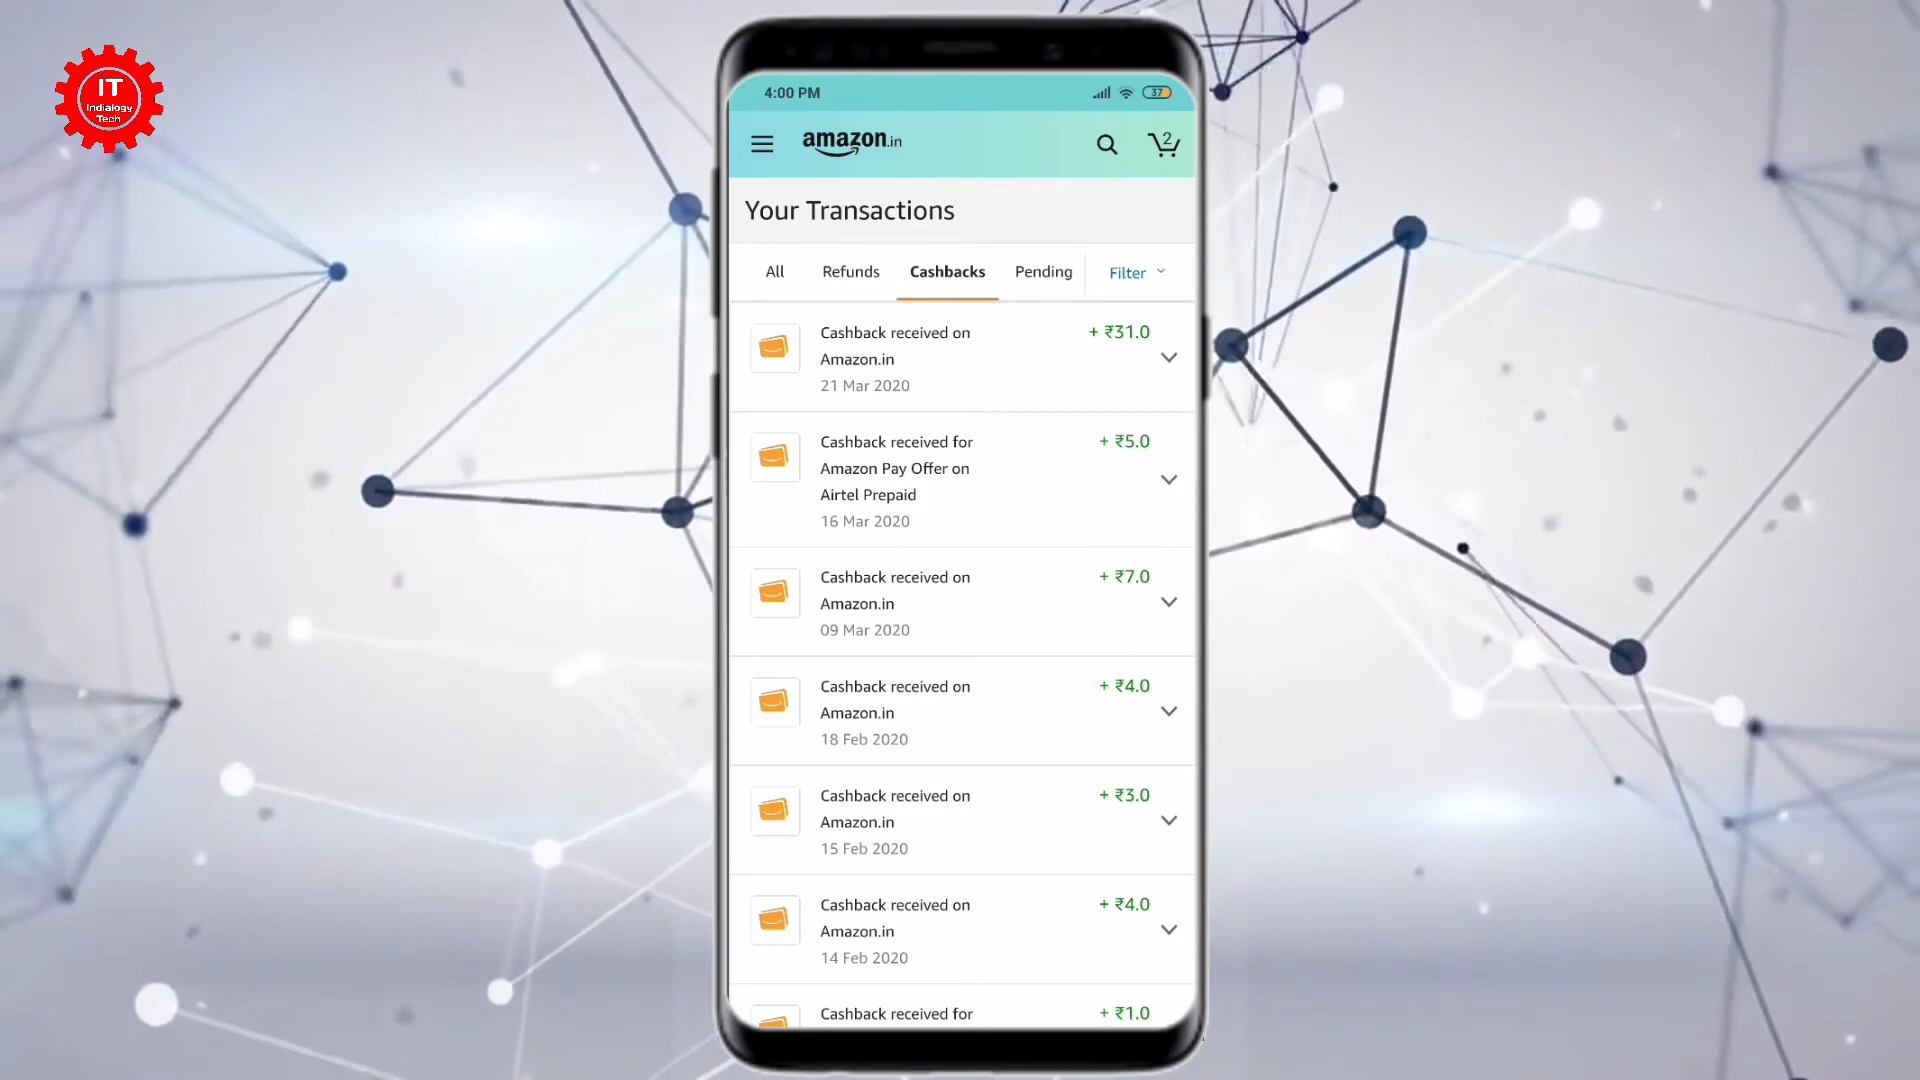 IT
Indialogy
Tech
4:00 PM
37
amazon.in
2
Your Transactions
All Refunds Cashbacks Pending Filter
Cashback received on + ₹31.0
Amazon.in
21 Mar 2020
Cashback received for + ₹5.0
Amazon Pay Offer on
Airtel Prepaid
16 Mar 2020
Cashback received on + ₹7.0
Amazon.in
09 Mar 2020
Cashback received on + ₹4.0
Amazon.in
18 Feb 2020
Cashback received on + ₹3.0
Amazon.in
15 Feb 2020
Cashback received on + ₹4.0
Amazon.in
14 Feb 2020
Cashback received for + ₹1.0